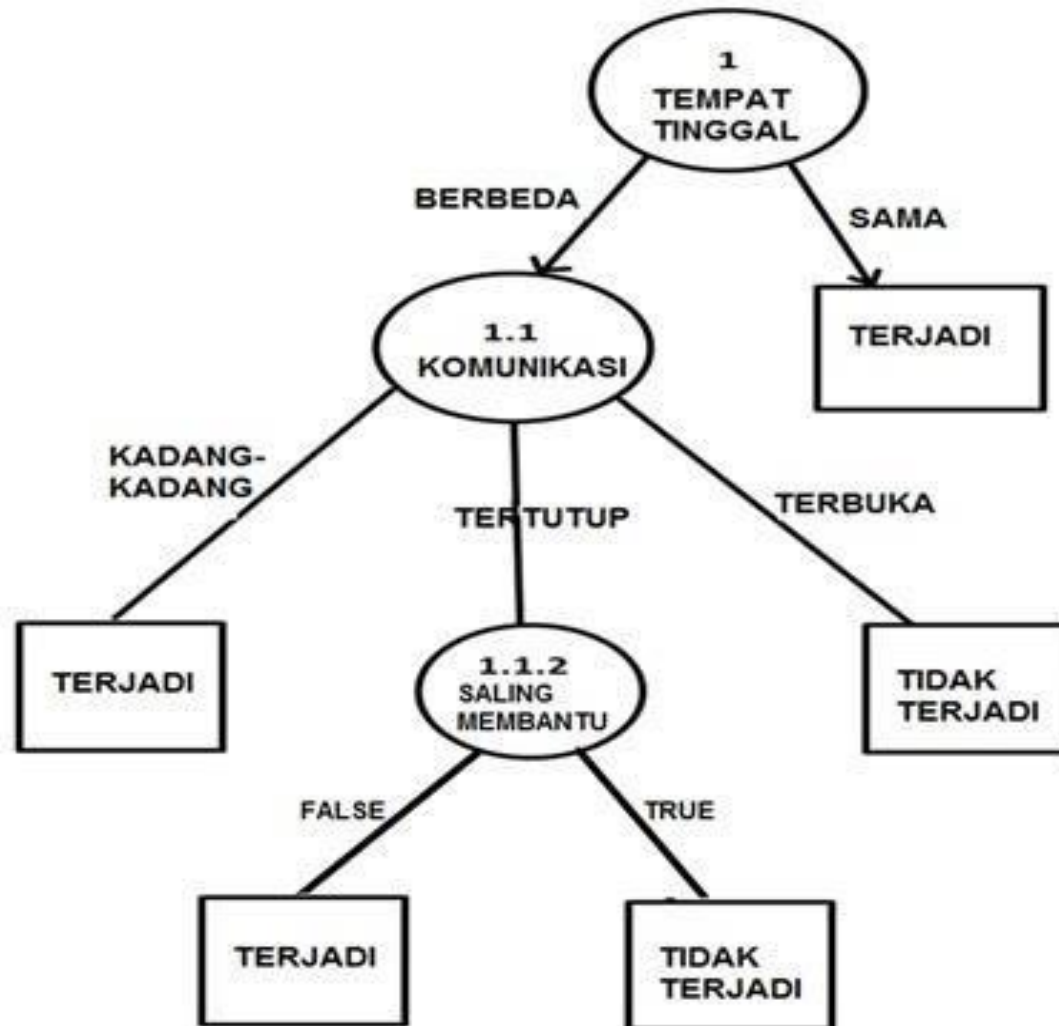 1
TEMPAT
TINGGAL
BERBEDA
SAMA
1.1
KOMUNIKASI
TERJADI
KADANG-
KADANG
TERTUTUP
TERBUKA
TERJADI
1.1.2
SALING
MEMBANTU
TIDAK
TERJADI
FALSE
TRUE
TERJADI
TIDAK
TERJADI